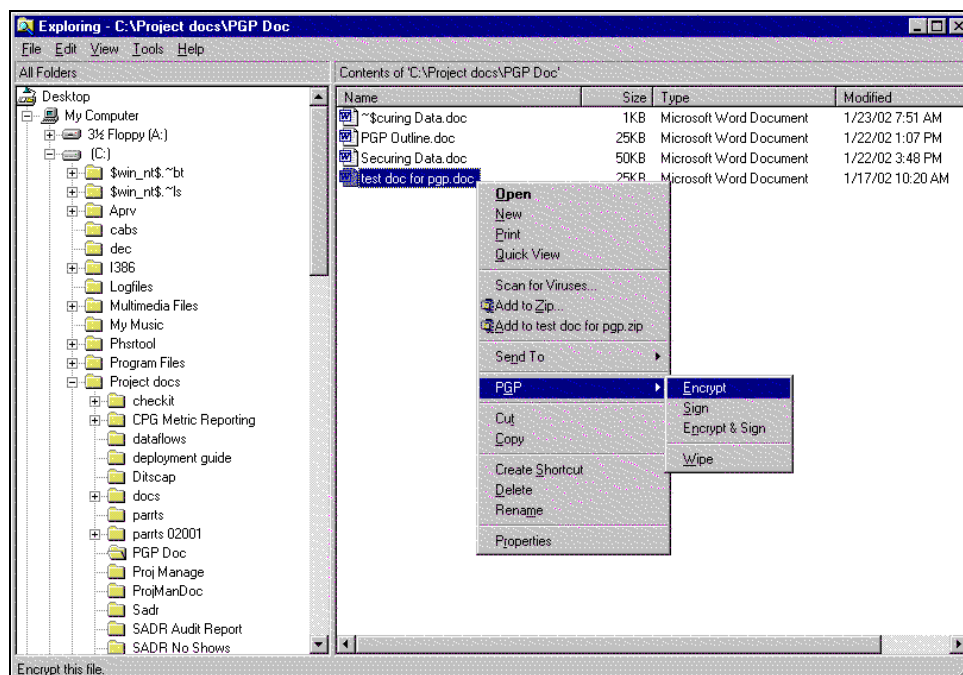 Exploring - C:\Project docs\PGP Doc
File Edit View Tools Help
All Folders
Contents of 'C:\Project docs\PGP Doc'
Desktop
My Computer
3½ Floppy (A:)
(C:)
$win_nt$.~bt
$win_nt$.~ls
Aprv
cabs
dec
I386
Logfiles
Multimedia Files
My Music
Phsrtool
Program Files
Project docs
checkit
CPG Metric Reporting
dataflows
deployment guide
Ditscap
docs
parrts
parrts 02001
PGP Doc
Proj Manage
ProjManDoc
Sadr
SADR Audit Report
SADR No Shows
Name Size Type Modified
~$curing Data.doc 1KB Microsoft Word Document 1/23/02 7:51 AM
PGP Outline.doc 25KB Microsoft Word Document 1/22/02 1:07 PM
Securing Data.doc 50KB Microsoft Word Document 1/22/02 3:48 PM
test doc for pgp.doc 25KB Microsoft Word Document 1/17/02 10:20 AM
Open
New
Print
Quick View
Scan for Viruses...
Add to Zip...
Add to test doc for pgp.zip
Send To
PGP
Cut
Copy
Create Shortcut
Delete
Rename
Properties
Encrypt
Sign
Encrypt & Sign
Wipe
Encrypt this file.